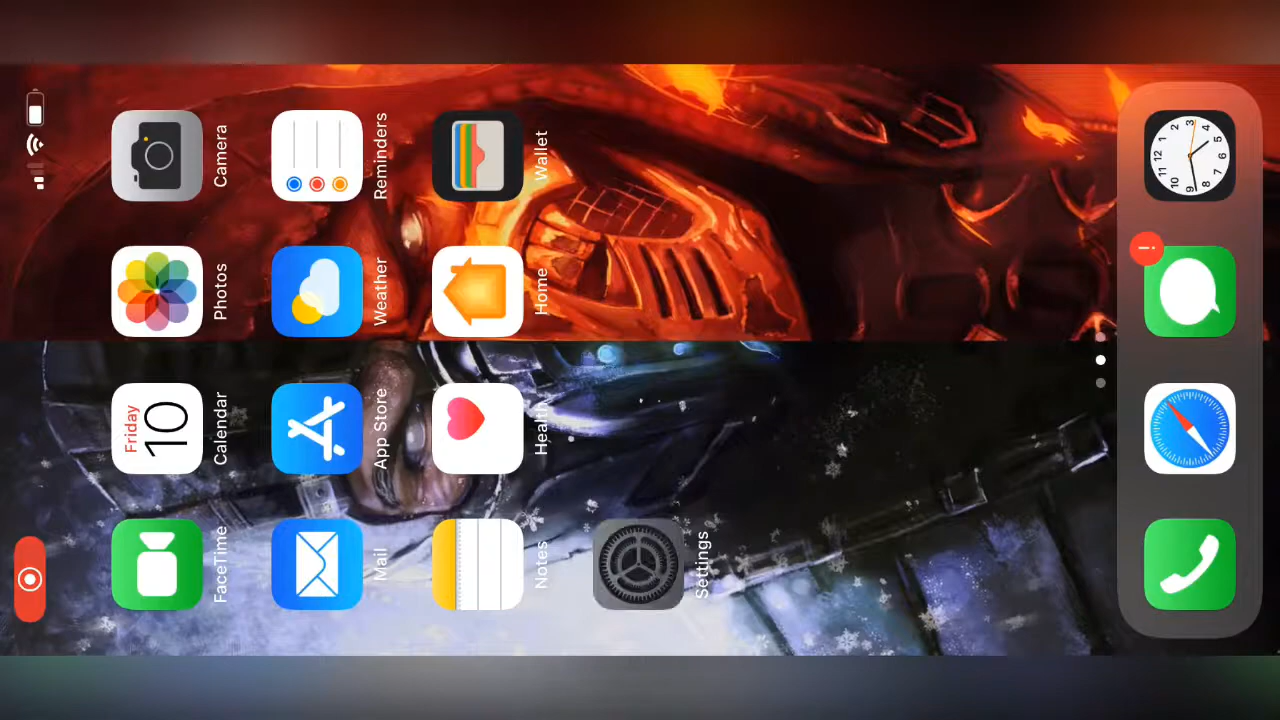 Friday
10
FaceTime Calendar Photos Camera
Mail App Store Weather Reminders
Notes Health Home Wallet
Settings
!
12 1 2 3 4 5 6 7 8 9 10 11